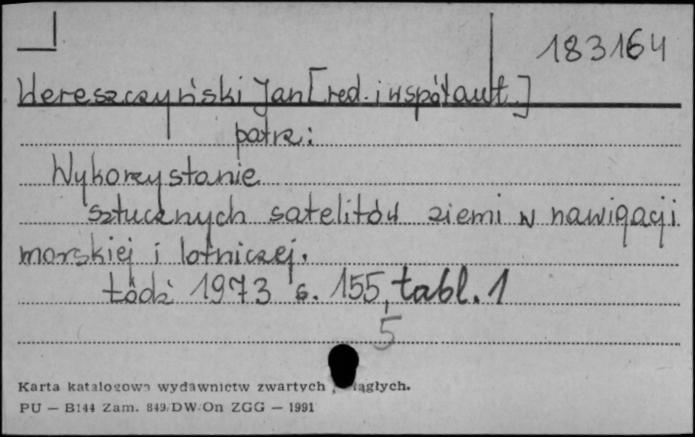 183164
Wereszczyński Jan [red. i współaut.]
patrz:
Wykorzystanie
sztucznych satelitów ziemi w nawigacji
morskiej i lotniczej.
Łódź 1973 s. 155, tabl. 1
5
Karta katalogowa wydawnictw zwartych i ciągłych.
PU — B144 Zam. 849/DW/On ZGG — 1991